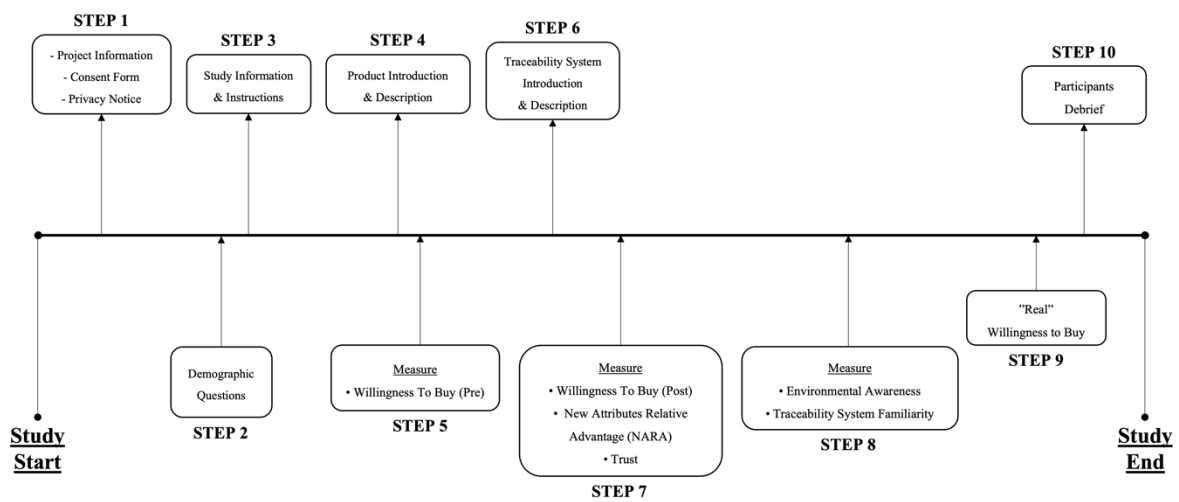 STEP 1
- Project Information
- Consent Form
- Privacy Notice
STEP 3
Study Information
& Instructions
STEP 4
Product Introduction
& Description
STEP 6
Traceability System
Introduction
& Description
STEP 10
Participants
Debrief
Demographic
Questions
STEP 2
Measure
• Willingness To Buy (Pre)
STEP 5
Measure
• Willingness To Buy (Post)
• New Attributes Relative
Advantage (NARA)
• Trust
STEP 7
Measure
• Environmental Awareness
• Traceability System Familiarity
STEP 8
”Real”
Willingness to Buy
STEP 9
Study
Start
Study
End